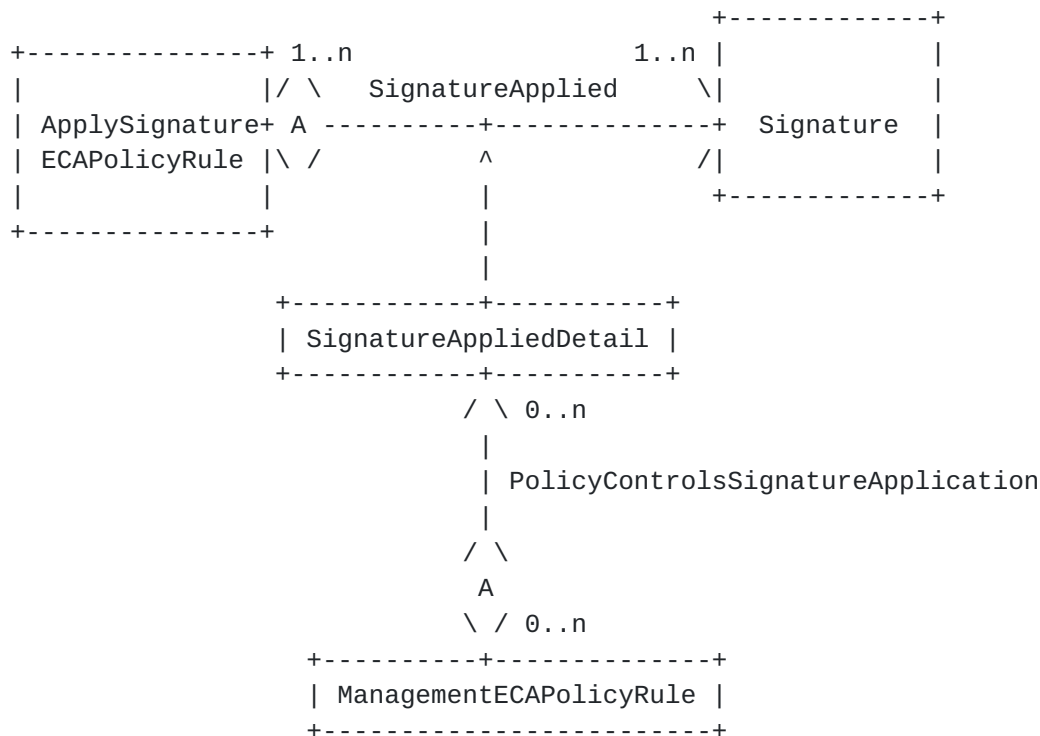 1..n 1..n
SignatureApplied
ApplySignature A Signature
ECAPolicyRule
SignatureAppliedDetail
0..n
PolicyControlsSignatureApplication
A
0..n
ManagementECAPolicyRule